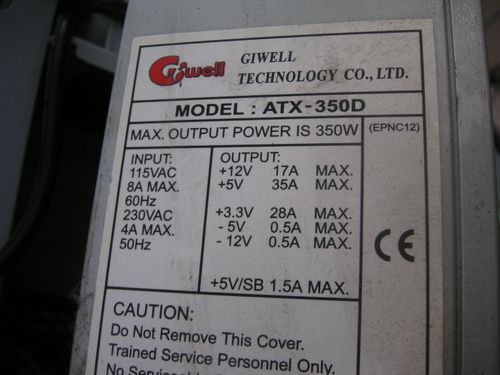 Giwell
GIWELL
TECHNOLOGY CO., LTD.
MODEL : ATX-350D
MAX. OUTPUT POWER IS 350W
(EPNC12)
INPUT:
115VAC
8A MAX.
60Hz
230VAC
4A MAX.
50Hz
OUTPUT:
+12V 17A MAX.
+5V 35A MAX.
+3.3V 28A MAX.
- 5V 0.5A MAX.
- 12V 0.5A MAX.
+5V/SB 1.5A MAX.
CE
CAUTION:
Do Not Remove This Cover.
Trained Service Personnel Only.